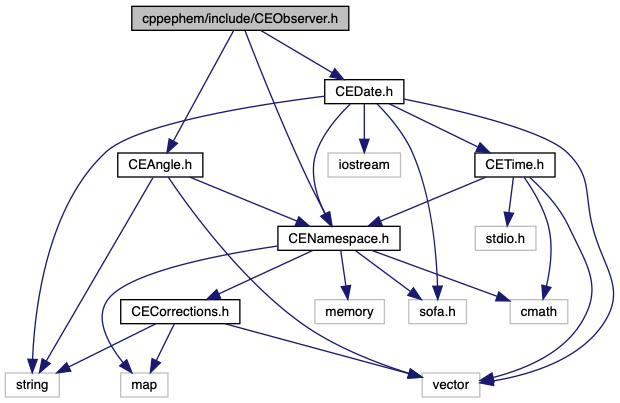 cppephem/include/CEObserver.h
CEDate.h
CEAngle.h
iostream
CETime.h
CENamespace.h
stdio.h
CECorrections.h
memory
sofa.h
cmath
string
map
vector